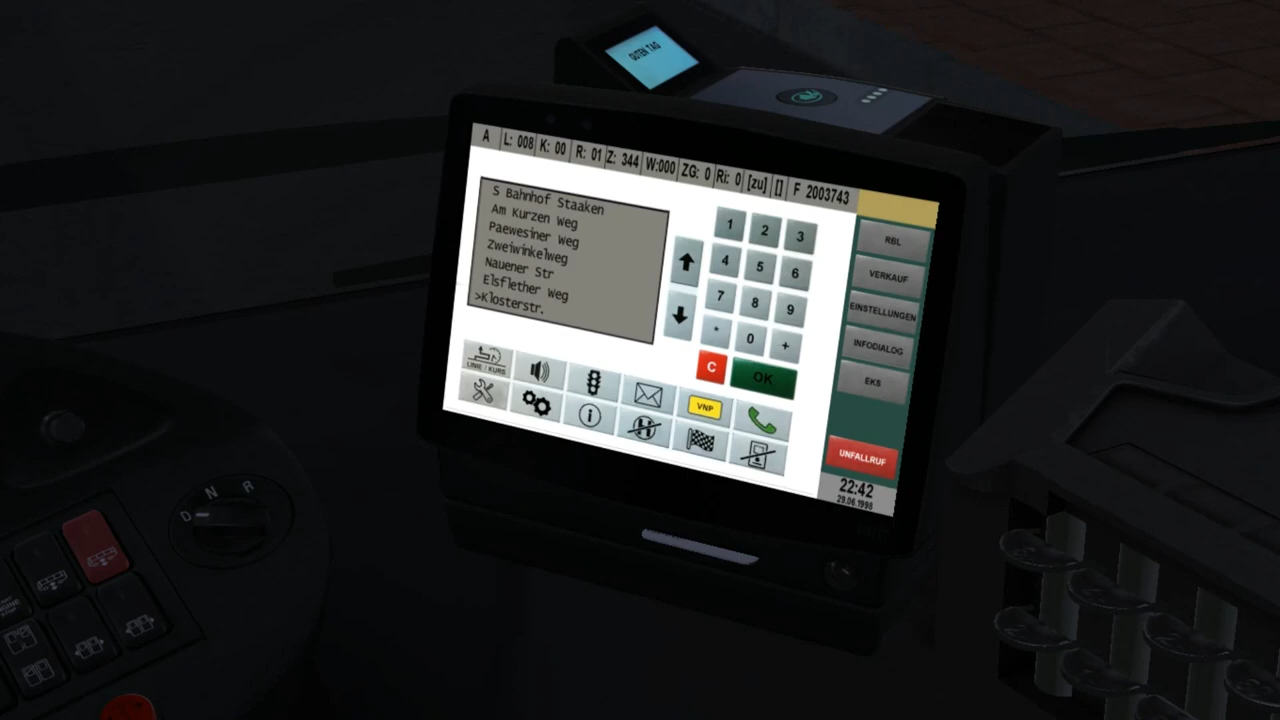 GUTEN TAG
A L: 008 K: 00 R: 01 Z: 344 W:000 ZG: 0 Ri: 0 [zu] [] F 2003743
S Bahnhof Staaken
Am Kurzen Weg
Paewesiner Weg
Zweiwinkelweg
Nauener Str
Elsflether Weg
>Klosterstr.
1 2 3
4 5 6
7 8 9
* 0 +
C OK
RBL
VERKAUF
EINSTELLUNGEN
INFODIALOG
EKS
UNFALLRUF
22:42
29.06.1998
LINIE / KURS
VNP
i
H
D N R